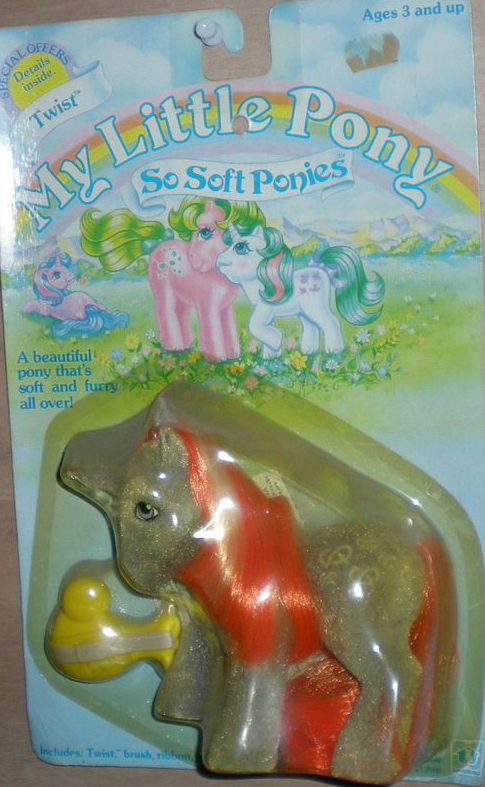 Ages 3 and up
SPECIAL OFFERS
Details
inside.
Twist™
My Little Pony®
So Soft Ponies™
A beautiful
pony that's
soft and furry
all over!
Includes: Twist,™ brush, ribbon,